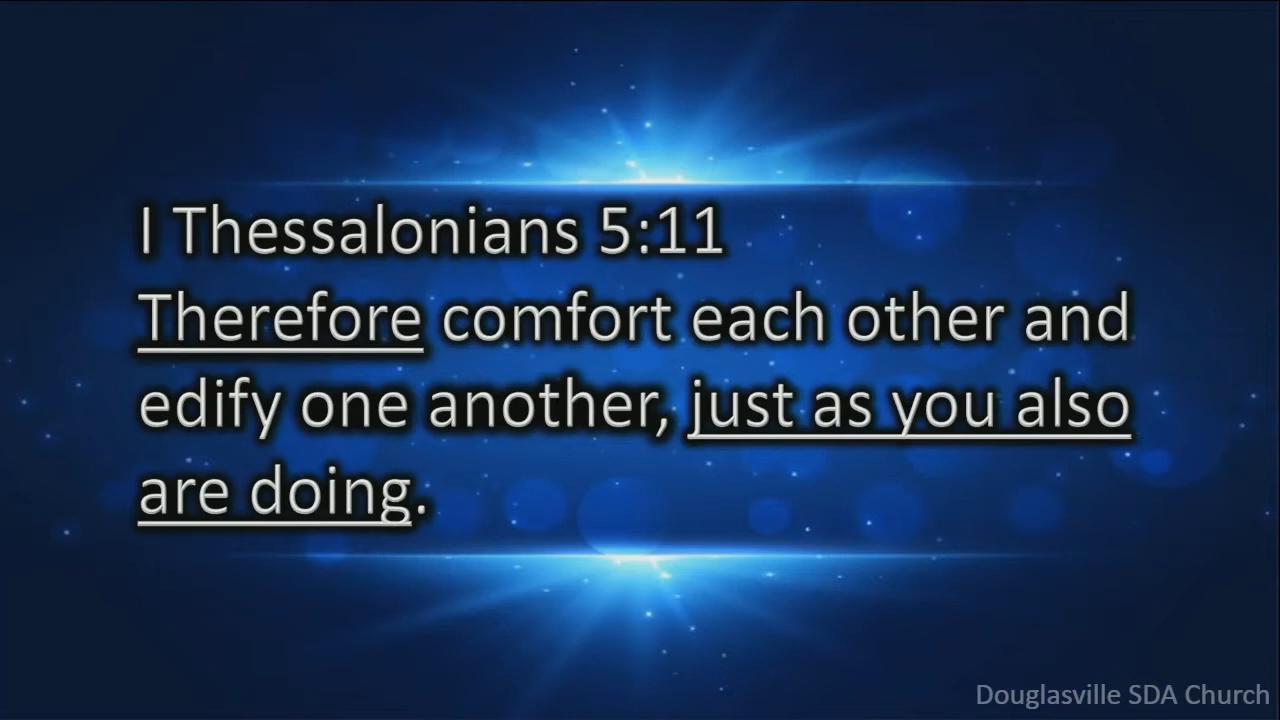 I Thessalonians 5:11
Therefore comfort each other and
edify one another, just as you also
are doing.
Douglasville SDA Church